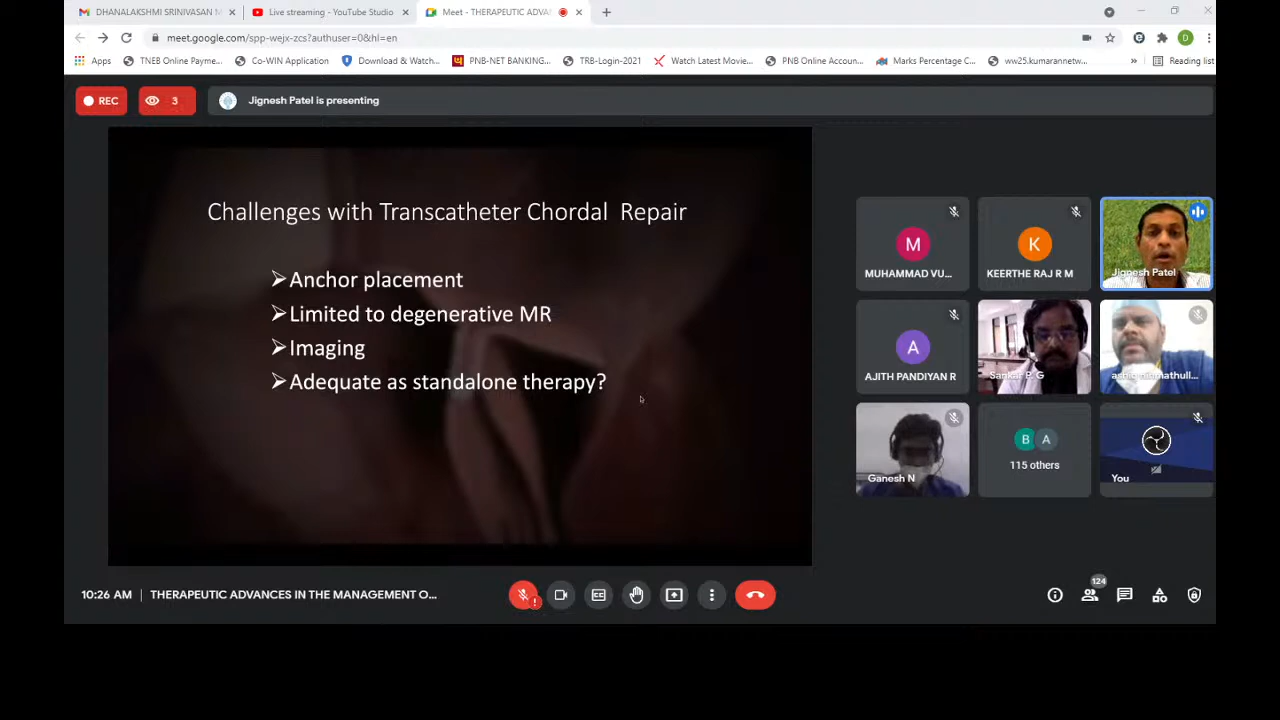 DHANALAKSHMI SRINIVASAN M
Live streaming - YouTube Studio
Meet - THERAPEUTIC ADVA
meet.google.com/spp-wejx-zcs?authuser=0&hl=en
D
Apps
TNEB Online Payme...
Co-WIN Application
Download & Watch...
PNB-NET BANKING...
TRB-Login-2021
Watch Latest Movie...
PNB Online Accoun...
Marks Percentage C...
ww25.kumarannetw...
»
Reading list
REC
3
Jignesh Patel is presenting
Challenges with Transcatheter Chordal Repair
➢Anchor placement
➢Limited to degenerative MR
➢Imaging
➢Adequate as standalone therapy?
M
MUHAMMAD VU...
K
KEERTHE RAJ R M
Jignesh Patel
A
AJITH PANDIYAN R
Sankar P. G
Ganesh N
B A
115 others
You
10:26 AM | THERAPEUTIC ADVANCES IN THE MANAGEMENT O...
124